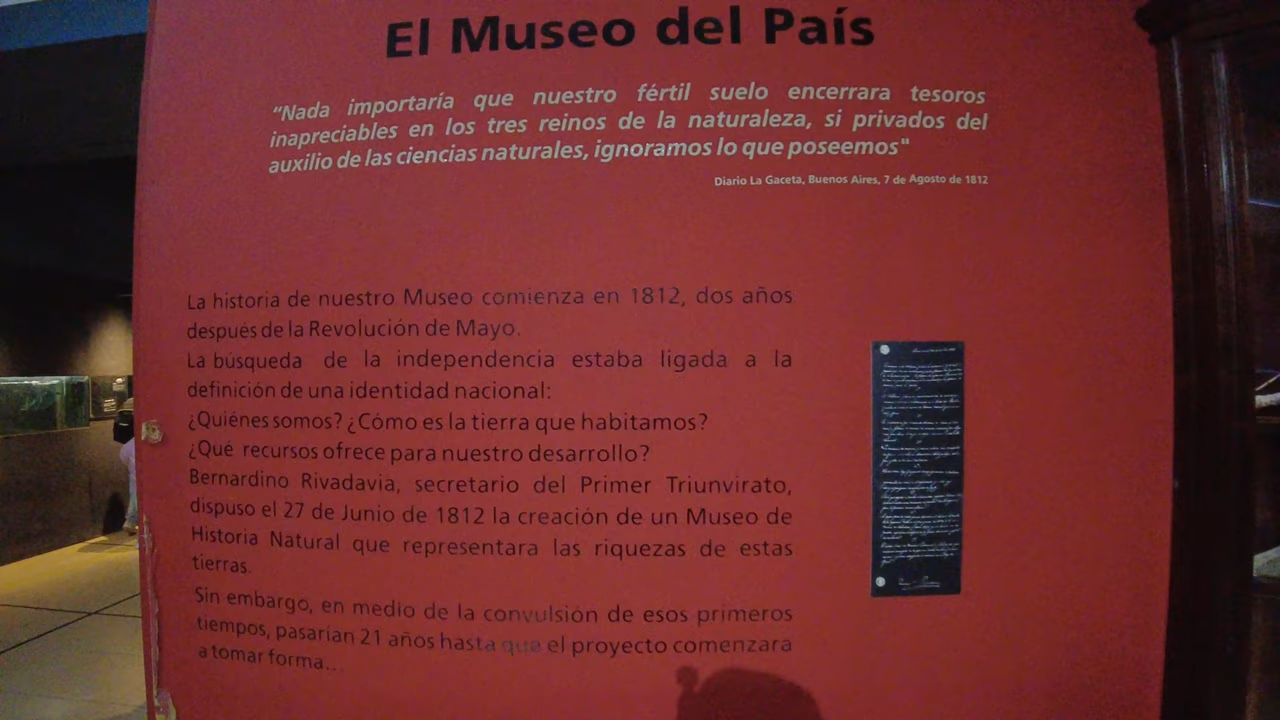 El Museo del País
“Nada importaría que nuestro fértil suelo encerrara tesoros
inapreciables en los tres reinos de la naturaleza, si privados del
auxilio de las ciencias naturales, ignoramos lo que poseemos"
Diario La Gaceta, Buenos Aires, 7 de Agosto de 1812
La historia de nuestro Museo comienza en 1812, dos años
después de la Revolución de Mayo.
La búsqueda de la independencia estaba ligada a la
definición de una identidad nacional:
¿Quiénes somos? ¿Cómo es la tierra que habitamos?
¿Qué recursos ofrece para nuestro desarrollo?
Bernardino Rivadavia, secretario del Primer Triunvirato,
dispuso el 27 de Junio de 1812 la creación de un Museo de
Historia Natural que representara las riquezas de estas
tierras.
Sin embargo, en medio de la convulsión de esos primeros
tiempos, pasarían 21 años hasta que el proyecto comenzara
a tomar forma...